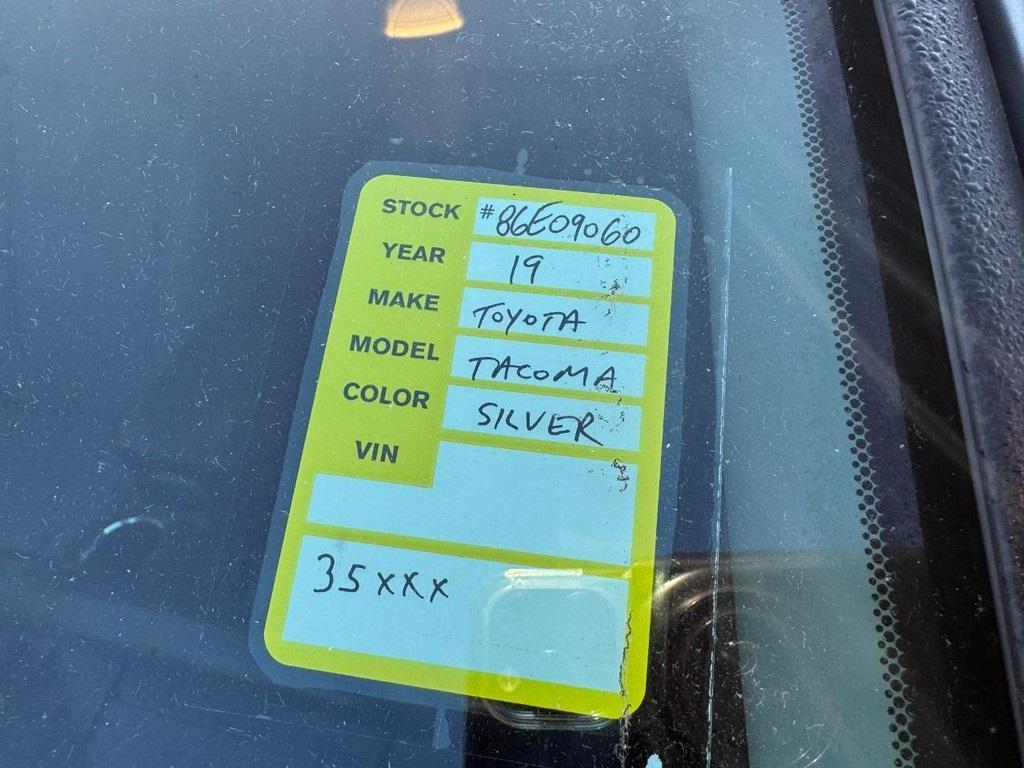 STOCK #86E09060
YEAR 19
MAKE TOYOTA
MODEL TACOMA
COLOR SILVER
VIN
35xxx